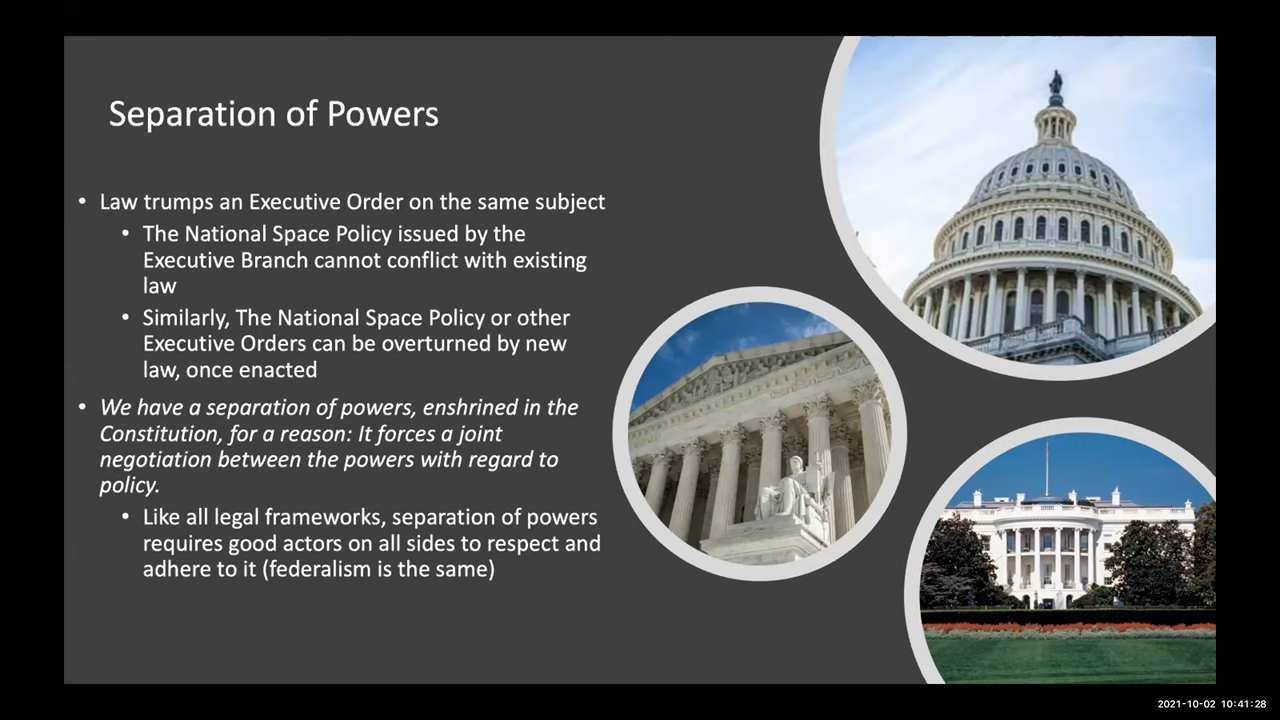 Separation of Powers
• Law trumps an Executive Order on the same subject
• The National Space Policy issued by the
Executive Branch cannot conflict with existing
law
• Similarly, The National Space Policy or other
Executive Orders can be overturned by new
law, once enacted
• We have a separation of powers, enshrined in the
Constitution, for a reason: It forces a joint
negotiation between the powers with regard to
policy.
• Like all legal frameworks, separation of powers
requires good actors on all sides to respect and
adhere to it (federalism is the same)
2021-10-02 10:41:28